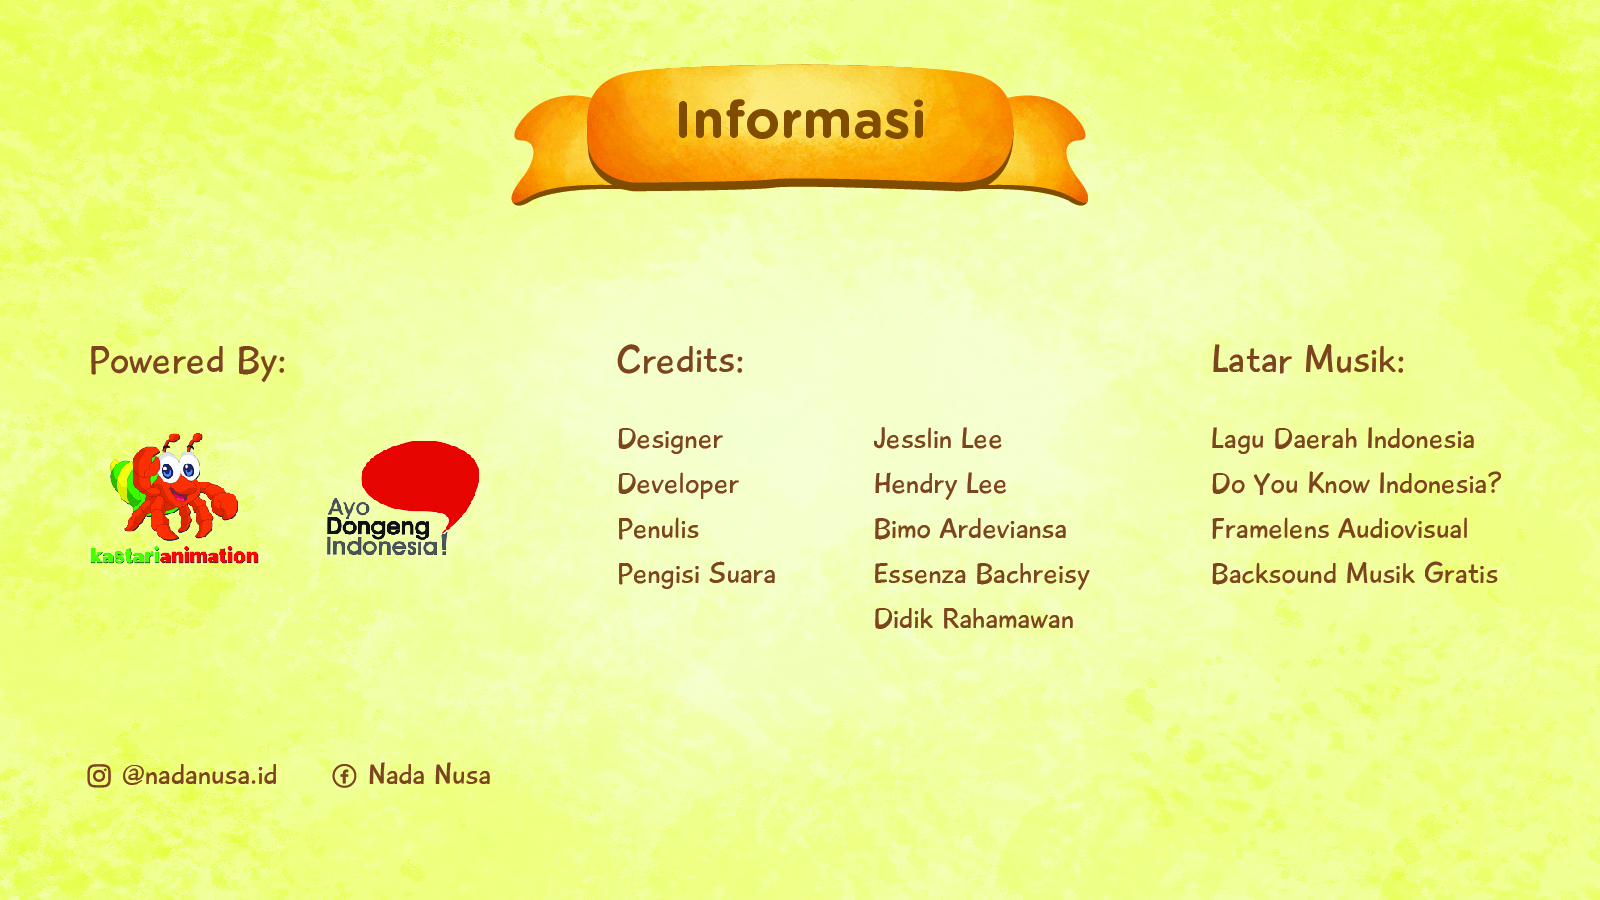 Informasi
Powered By:
kastarianimation
Ayo
Dongeng
Indonesia!
Credits:
Designer Jesslin Lee
Developer Hendry Lee
Penulis Bimo Ardeviansa
Pengisi Suara Essenza Bachreisy
Didik Rahamawan
Latar Musik:
Lagu Daerah Indonesia
Do You Know Indonesia?
Framelens Audiovisual
Backsound Musik Gratis
@nadanusa.id Nada Nusa